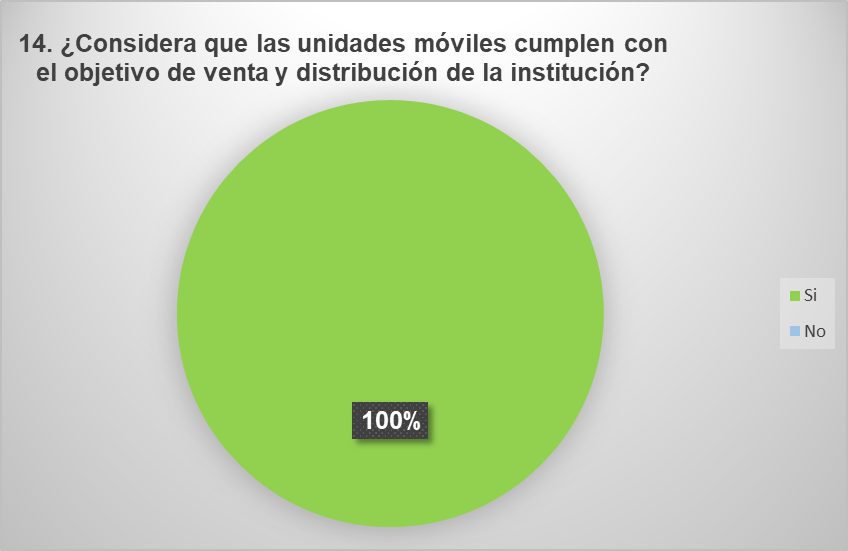 14. ¿Considera que las unidades móviles cumplen con
el objetivo de venta y distribución de la institución?
Si
No
100%